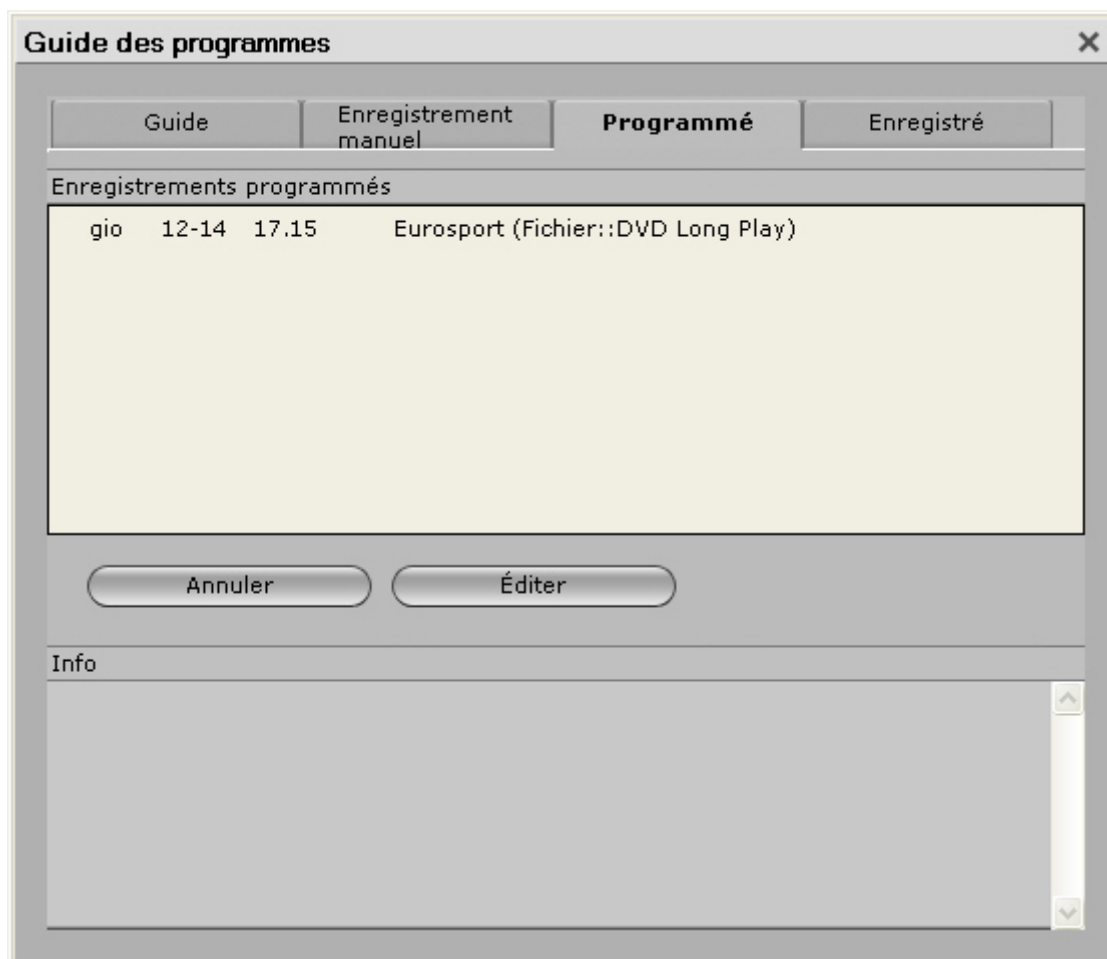 Guide des programmes
Guide
Enregistrement
manuel
Programmé
Enregistré
Enregistrements programmés
gio 12-14 17.15 Eurosport (Fichier::DVD Long Play)
Annuler
Éditer
Info